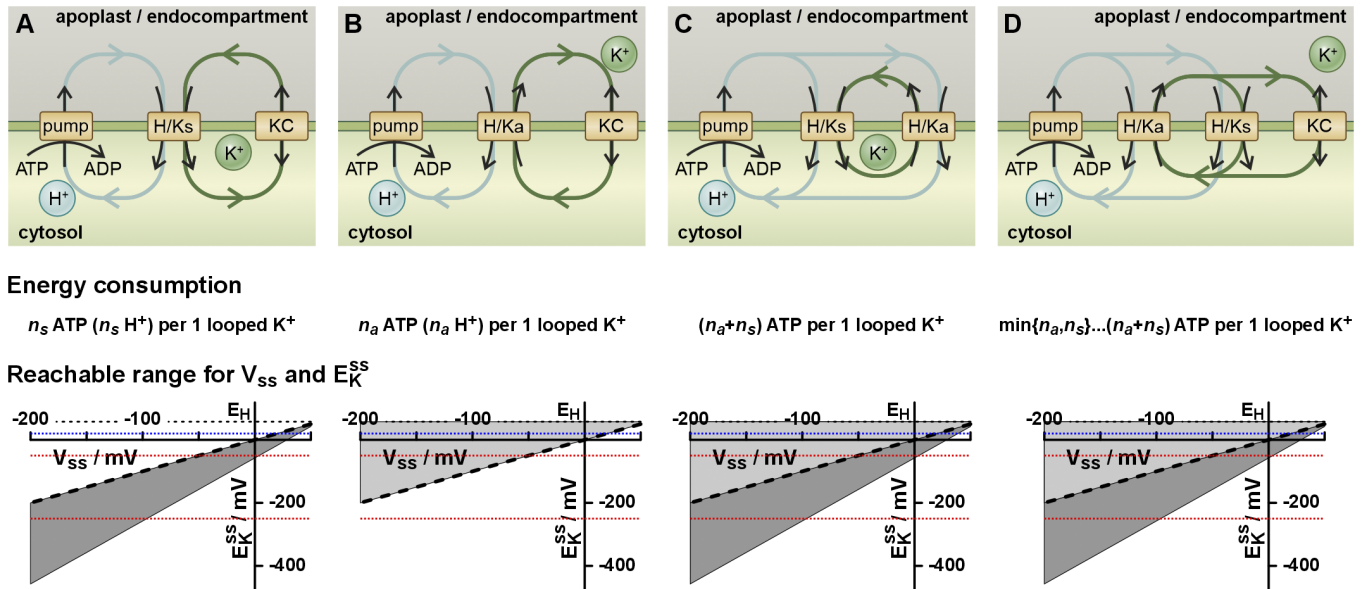 A apoplast / endocompartment
pump H/Ks KC
K+
ATP ADP
H+
cytosol
B apoplast / endocompartment
K+
pump H/Ka KC
ATP ADP
H+
cytosol
C apoplast / endocompartment
pump H/Ks H/Ka
K+
ATP ADP
H+
cytosol
D apoplast / endocompartment
K+
pump H/Ka H/Ks KC
ATP ADP
H+
cytosol
Energy consumption
ns ATP (ns H+) per 1 looped K+
na ATP (na H+) per 1 looped K+
(na+ns) ATP per 1 looped K+
min{na,ns}...(na+ns) ATP per 1 looped K+
Reachable range for Vss and EKss
-200 -100 EH
Vss / mV
-200
-400
EKss / mV
-200 -100 EH
Vss / mV
-200
-400
EKss / mV
-200 -100 EH
Vss / mV
-200
-400
EKss / mV
-200 -100 EH
Vss / mV
-200
-400
EKss / mV